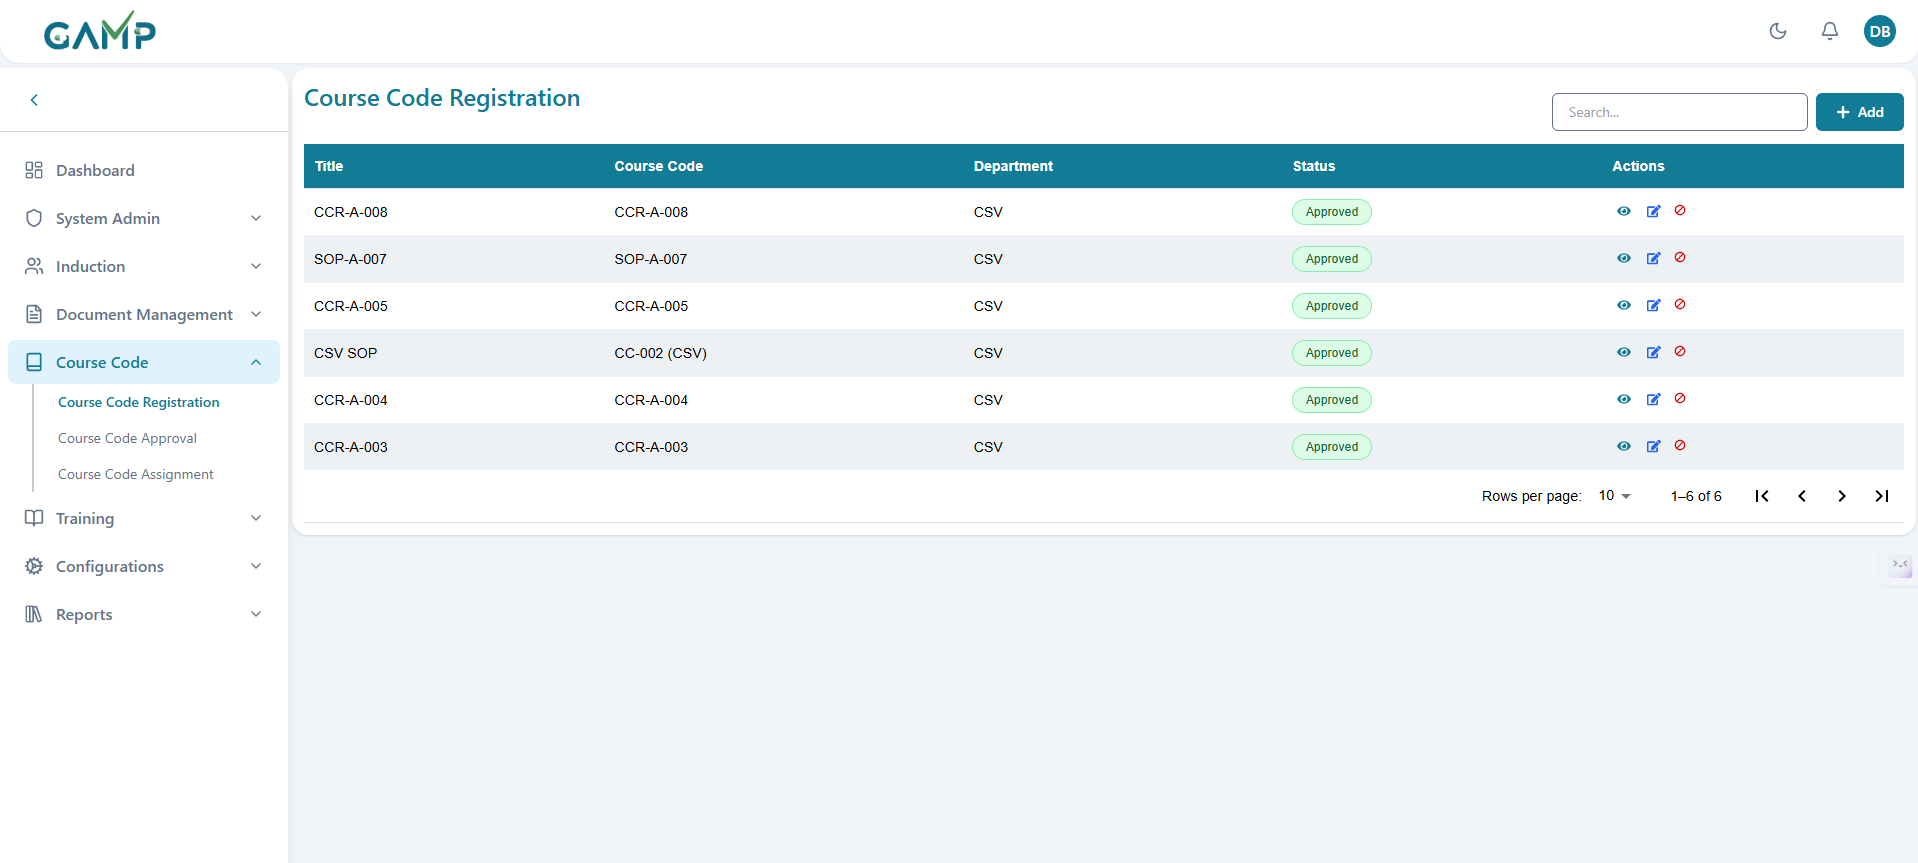 GAMP
DB
Dashboard
System Admin
Induction
Document Management
Course Code
Course Code Registration
Course Code Approval
Course Code Assignment
Training
Configurations
Reports
Course Code Registration
Search...
Add
Title Course Code Department Status Actions
CCR-A-008 CCR-A-008 CSV Approved
SOP-A-007 SOP-A-007 CSV Approved
CCR-A-005 CCR-A-005 CSV Approved
CSV SOP CC-002 (CSV) CSV Approved
CCR-A-004 CCR-A-004 CSV Approved
CCR-A-003 CCR-A-003 CSV Approved
Rows per page: 10 1–6 of 6